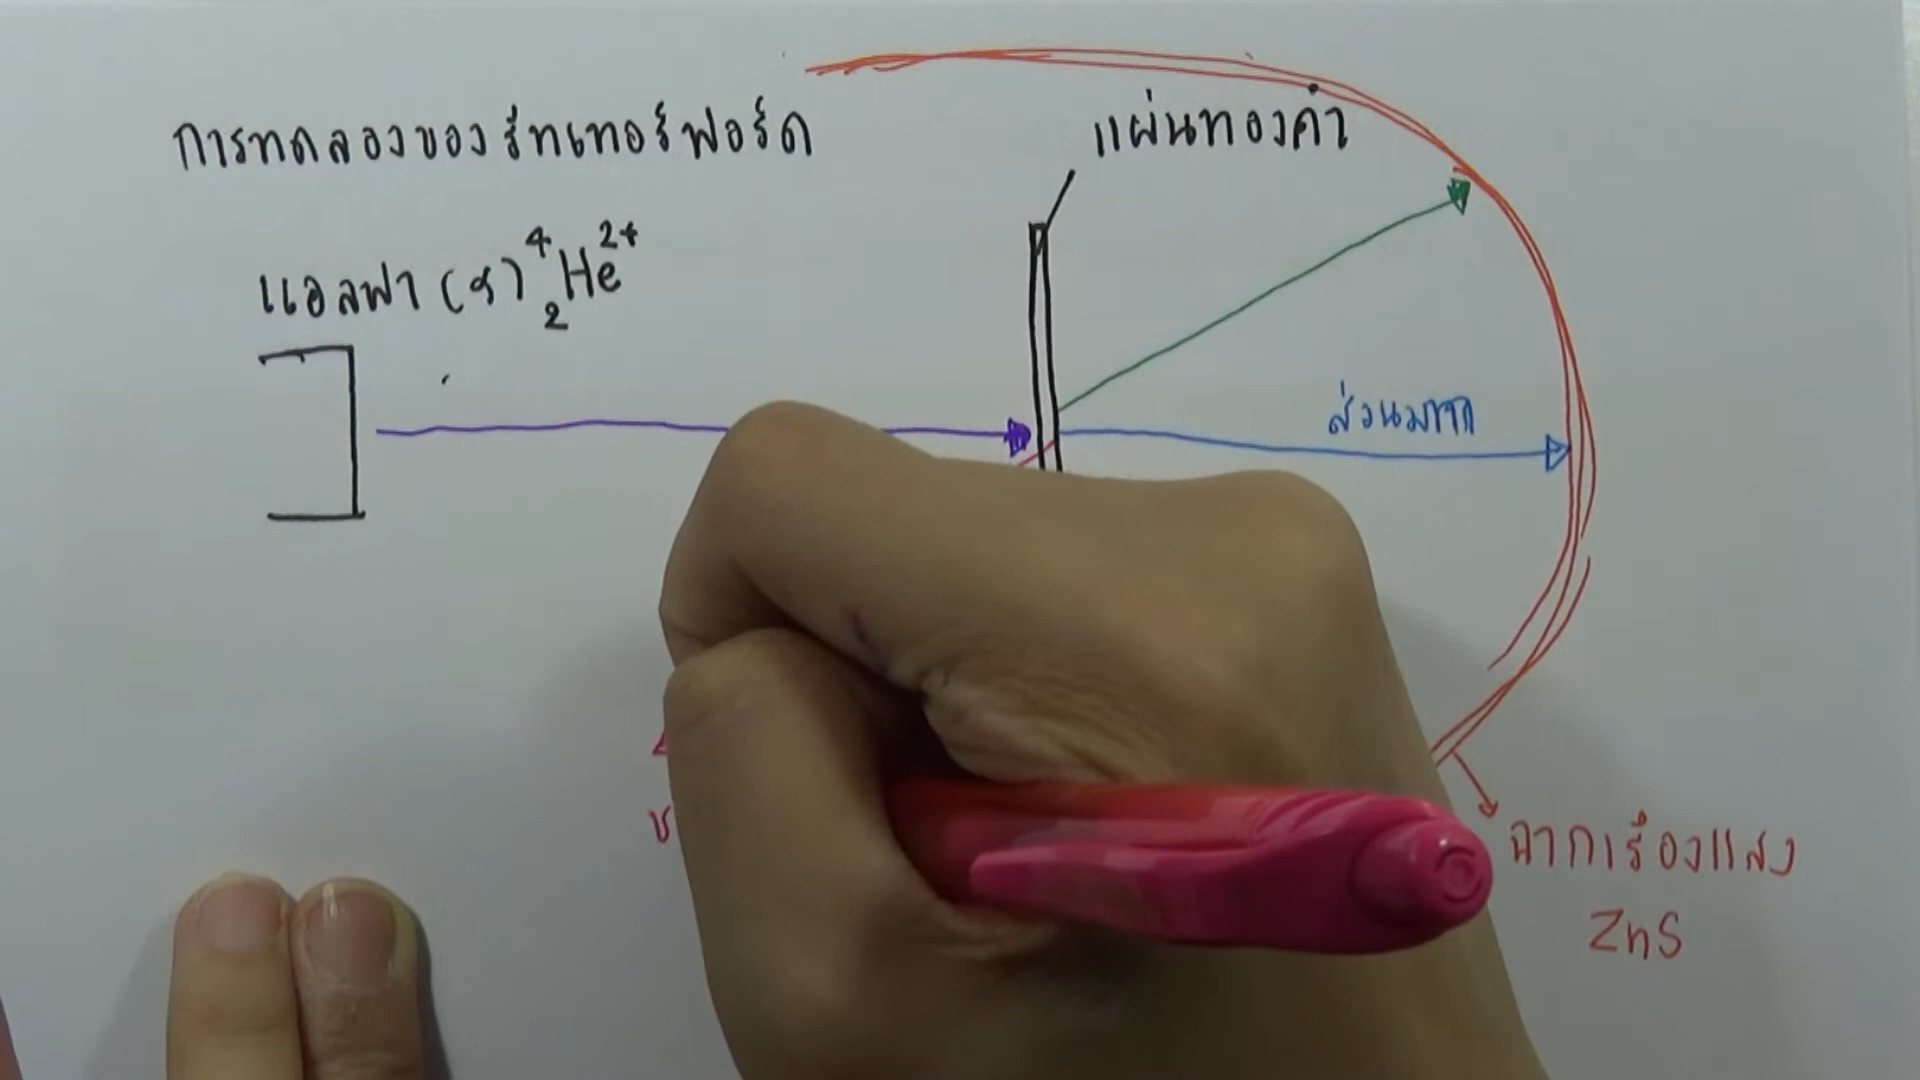 การทดลองของรัทเทอร์ฟอร์ด
แผ่นทองคำ
แอลฟา (α) ⁴₂He²⁺
ส่วนมาก
ฉากเรืองแสง
ZnS